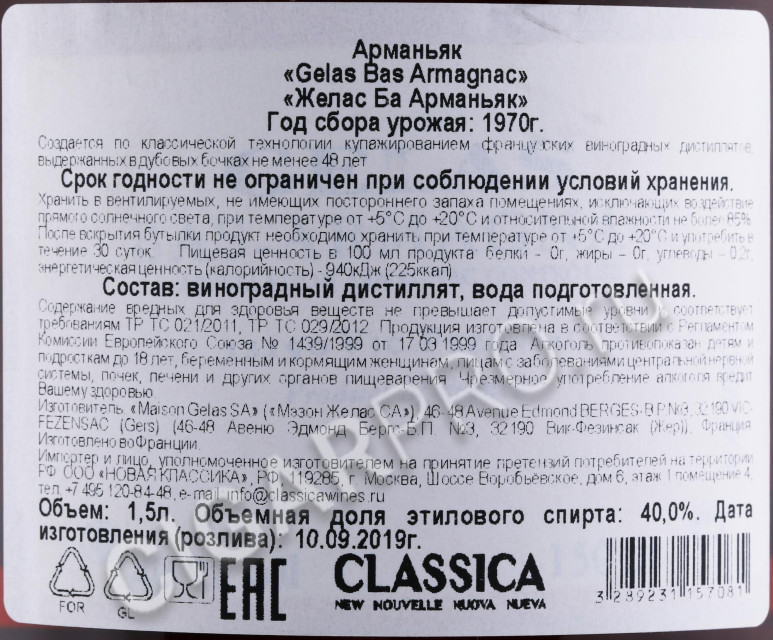 Арманьяк
«Gelas Bas Armagnac»
«Желас Ба Арманьяк»
Год сбора урожая: 1970г.
Создается по классической технологии купажированием французских виноградных дистиллятов,
выдержанных в дубовых бочках не менее 48 лет
Срок годности не ограничен при соблюдении условий хранения.
Хранить в вентилируемых, не имеющих постороннего запаха помещениях, исключающих воздействие
прямого солнечного света, при температуре от +5°С до +20°С и относительной влажности не более 85%
После вскрытия бутылки продукт необходимо хранить при температуре от +5°С до +20°С и употребить в
течение 30 суток. Пищевая ценность в 100 мл продукта: белки - 0г, жиры - 0г, углеводы - 0,2г,
энергетическая ценность (калорийность) - 940кДж (225ккал)
Состав: виноградный дистиллят, вода подготовленная.
Содержание вредных для здоровья веществ не превышает допустимые уровни и соответствует
требованиям ТР ТС 021/2011, ТР ТС 029/2012. Продукция изготовлена в соответствии с Регламентом
Комиссии Европейского Союза № 1439/1999 от 17.03.1999 года. Алкоголь противопоказан детям и
подросткам до 18 лет, беременным и кормящим женщинам, лицам с заболеваниями центральной нервной
системы, почек, печени и других органов пищеварения. Чрезмерное употребление алкоголя вредит
Вашему здоровью.
Изготовитель: «Maison Gelas SA» («Мэзон Желас СА»), 46-48 Avenue Edmond BERGES-B.P. №3, 32190 VIC-
FEZENSAC (Gers) (46-48 Авеню Эдмонд Берге-Б.П. №3, 32190 Вик-Фезинсак (Жер)), Франция
Изготовлено во Франции.
Импортер и лицо, уполномоченное изготовителем на принятие претензий потребителей на территории
РФ: ООО «НОВАЯ КЛАССИКА», РФ, 119285, г. Москва, Шоссе Воробьевское, дом 6, этаж 1 помещение 4,
тел. +7 495 120-84-48, e-mail: info@classicawines.ru
Объем: 1,5л. Объемная доля этилового спирта: 40,0%. Дата
изготовления (розлива): 10.09.2019г.
FOR GL EAC CLASSICA
NEW NOUVELLE NUOVA NUEVA
3 289231 157081
CIGARPRO.ru